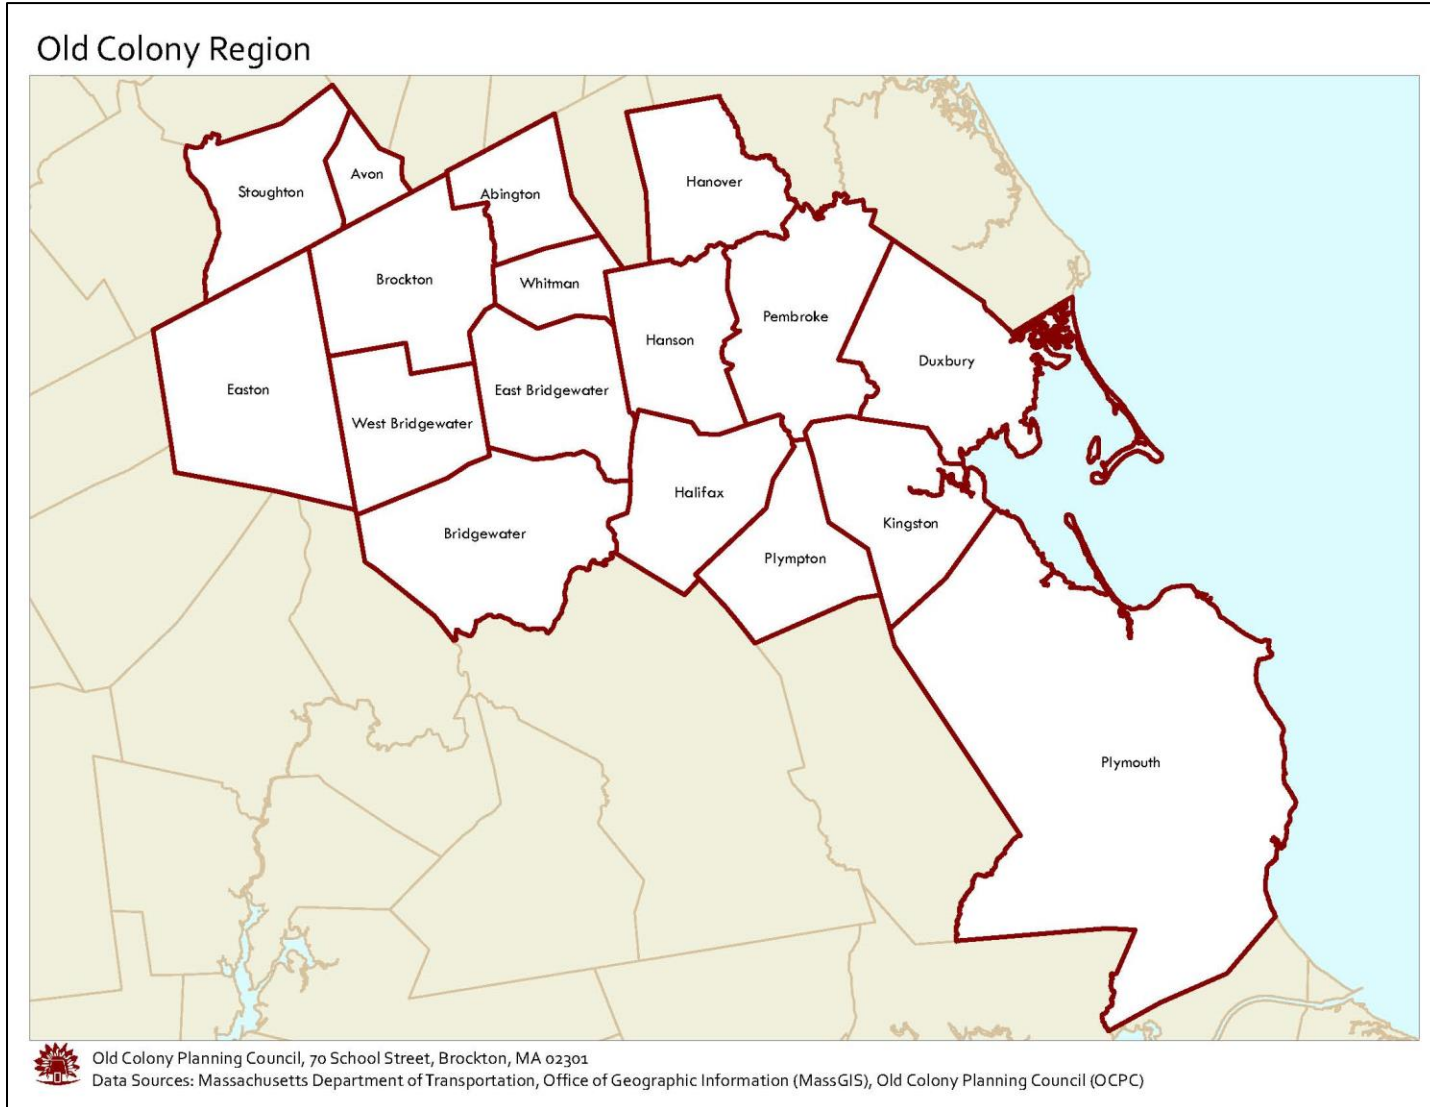 Old Colony Region
Stoughton
Avon
Abington
Hanover
Brockton
Whitman
Hanson
Pembroke
Duxbury
Easton
West Bridgewater
East Bridgewater
Bridgewater
Halifax
Plympton
Kingston
Plymouth
Old Colony Planning Council, 70 School Street, Brockton, MA 02301
Data Sources: Massachusetts Department of Transportation, Office of Geographic Information (MassGIS), Old Colony Planning Council (OCPC)